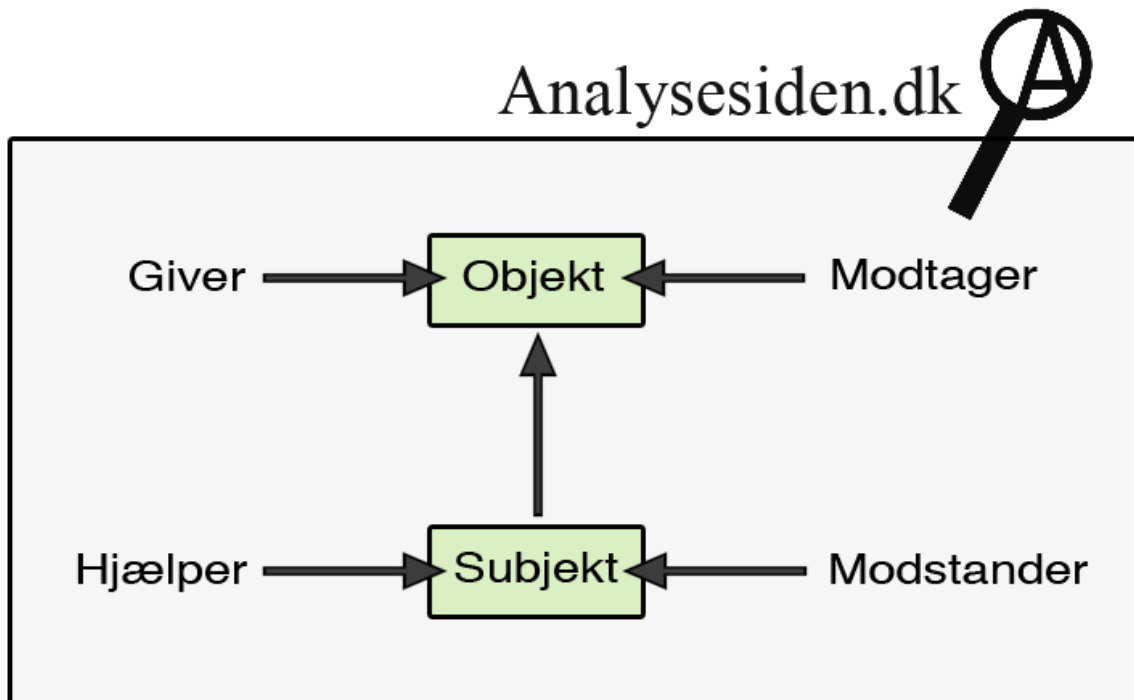 Analysesiden.dk
Giver Objekt Modtager
Hjælper Subjekt Modstander